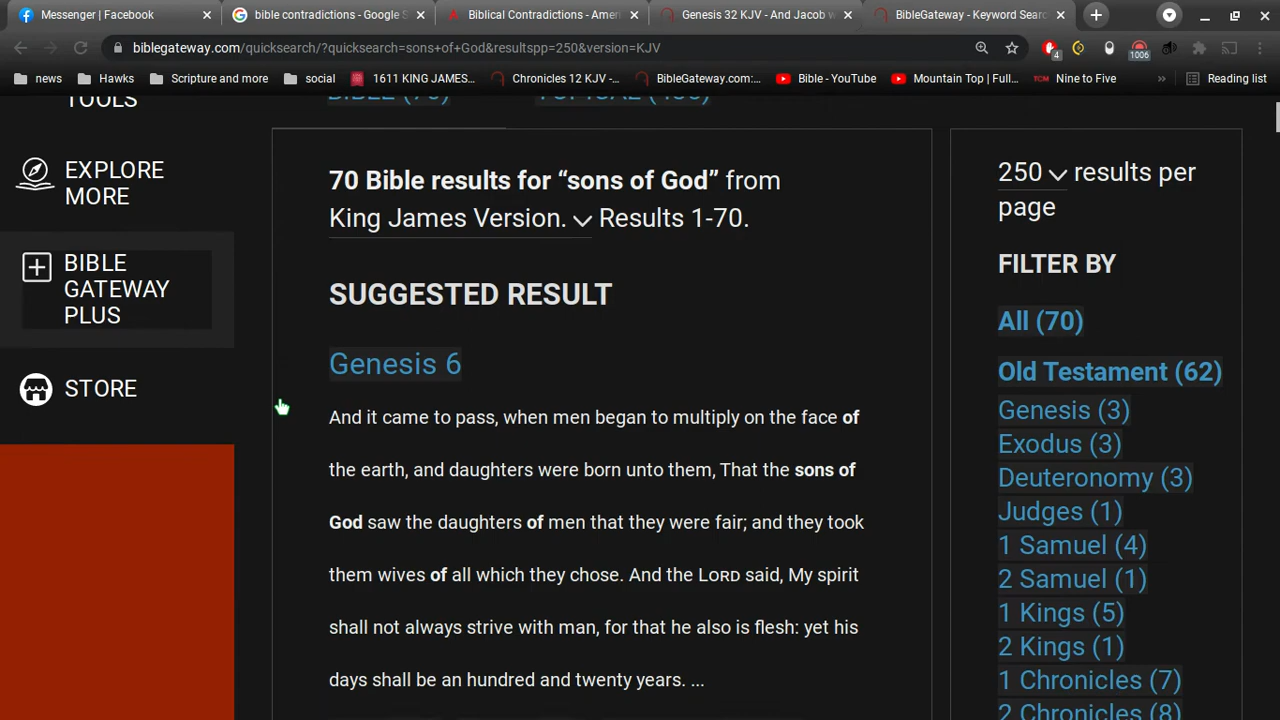 Messenger | Facebook
bible contradictions - Google S
Biblical Contradictions - Amer
Genesis 32 KJV - And Jacob w
BibleGateway - Keyword Searc
biblegateway.com/quicksearch/?quicksearch=sons+of+God&resultspp=250&version=KJV
4
1006
news
Hawks
Scripture and more
social
1611 KING JAMES...
Chronicles 12 KJV -...
BibleGateway.com:...
Bible - YouTube
Mountain Top | Full...
TCM Nine to Five
»
Reading list
TOOLS
EXPLORE
MORE
BIBLE
GATEWAY
PLUS
STORE
BIBLE (70)
70 Bible results for “sons of God” from
King James Version. Results 1-70.
SUGGESTED RESULT
Genesis 6
And it came to pass, when men began to multiply on the face of
the earth, and daughters were born unto them, That the sons of
God saw the daughters of men that they were fair; and they took
them wives of all which they chose. And the LORD said, My spirit
shall not always strive with man, for that he also is flesh: yet his
days shall be an hundred and twenty years. ...
250 results per
page
FILTER BY
All (70)
Old Testament (62)
Genesis (3)
Exodus (3)
Deuteronomy (3)
Judges (1)
1 Samuel (4)
2 Samuel (1)
1 Kings (5)
2 Kings (1)
1 Chronicles (7)
2 Chronicles (8)